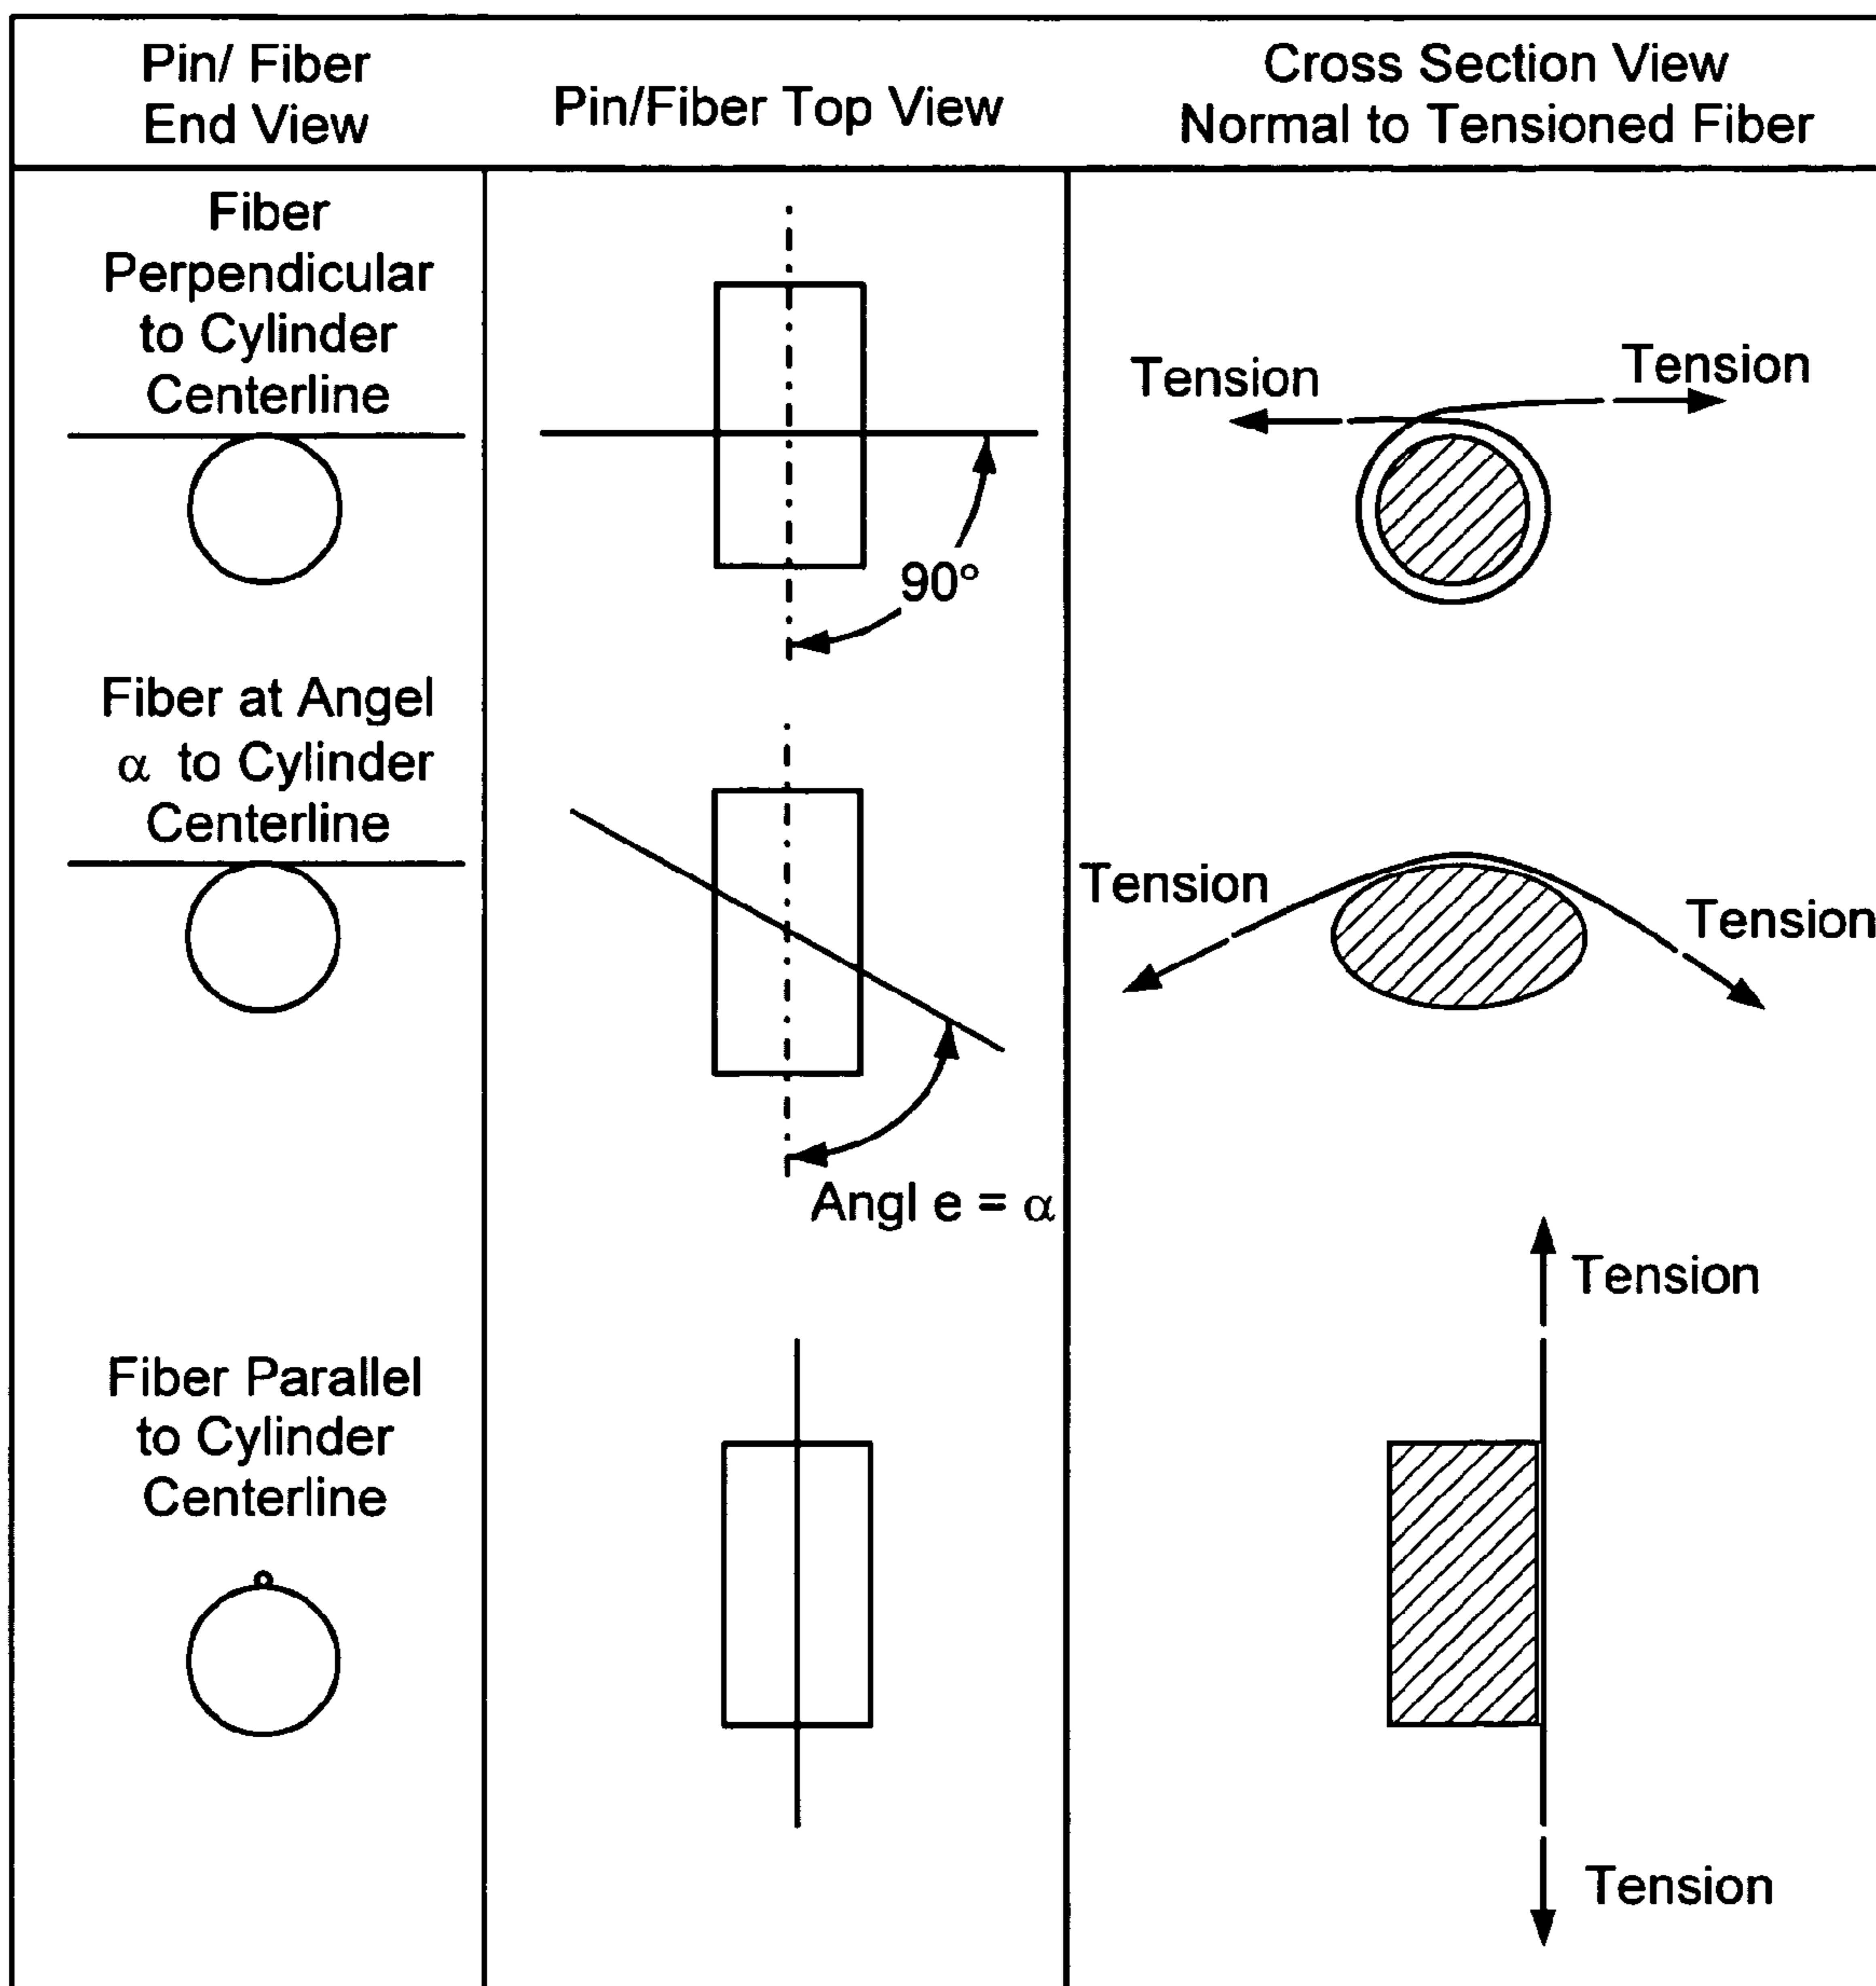 Pin/ Fiber
End View
Pin/Fiber Top View
Cross Section View
Normal to Tensioned Fiber
Fiber
Perpendicular
to Cylinder
Centerline
90°
Tension
Tension
Fiber at Angel
α to Cylinder
Centerline
Angl e = α
Tension
Tension
Fiber Parallel
to Cylinder
Centerline
Tension
Tension